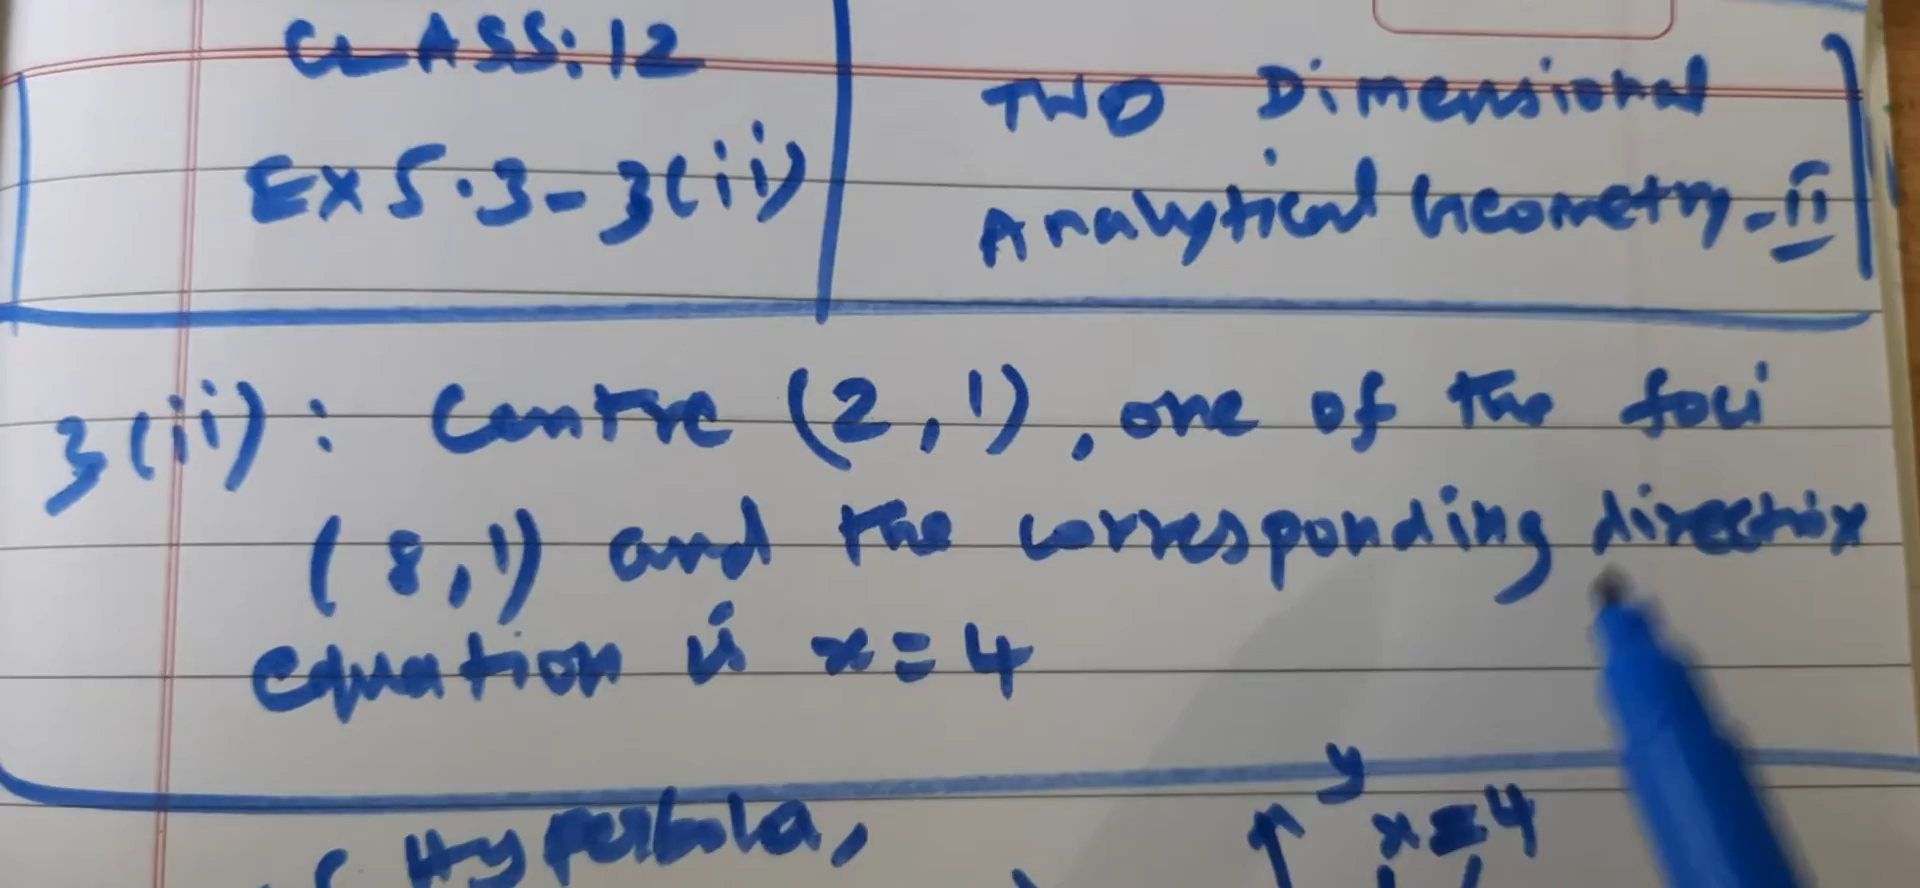 CLASS: 12
EX 5.3 - 3(ii)
TWO Dimensional
Analytical Geometry - II
3(ii): Centre (2,1), one of the foci
(8,1) and the corresponding directrix
equation is x = 4
Hyperbola,
y
x = 4